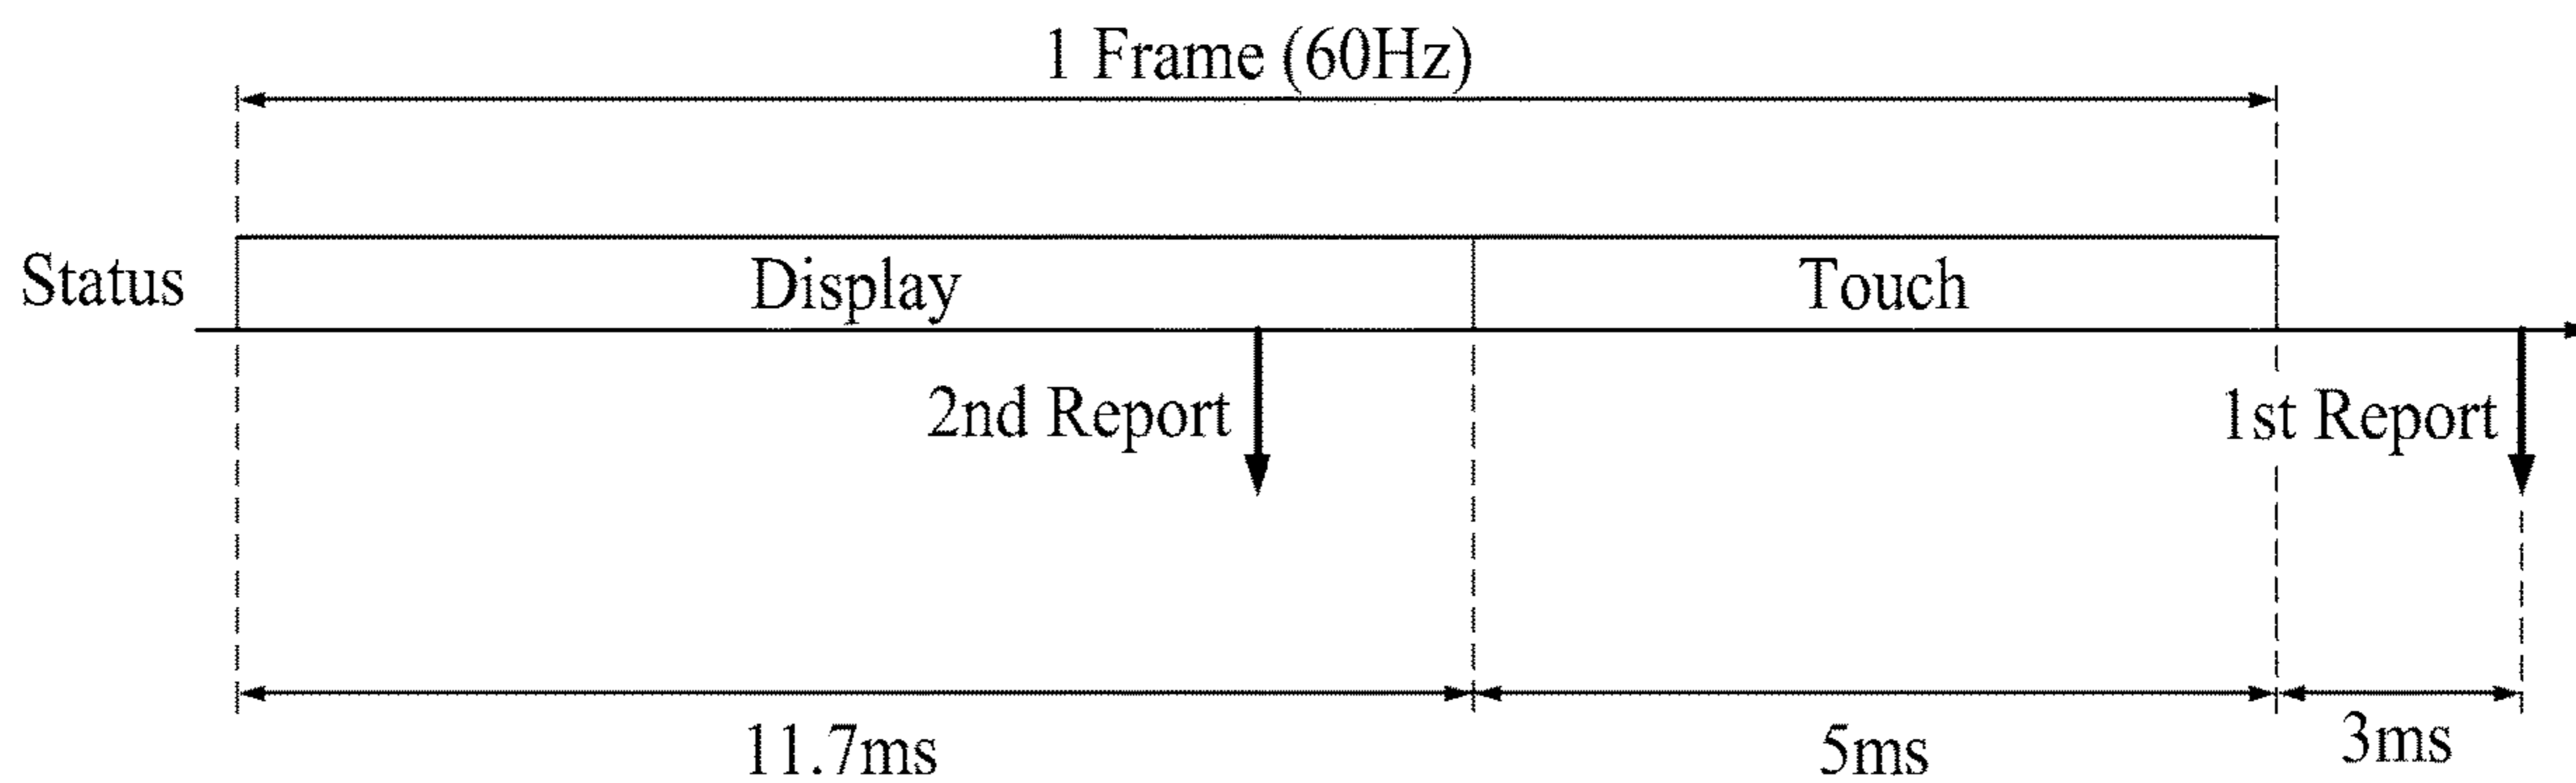 1 Frame (60Hz)
Status
Display
Touch
2nd Report
1st Report
11.7ms
5ms
3ms